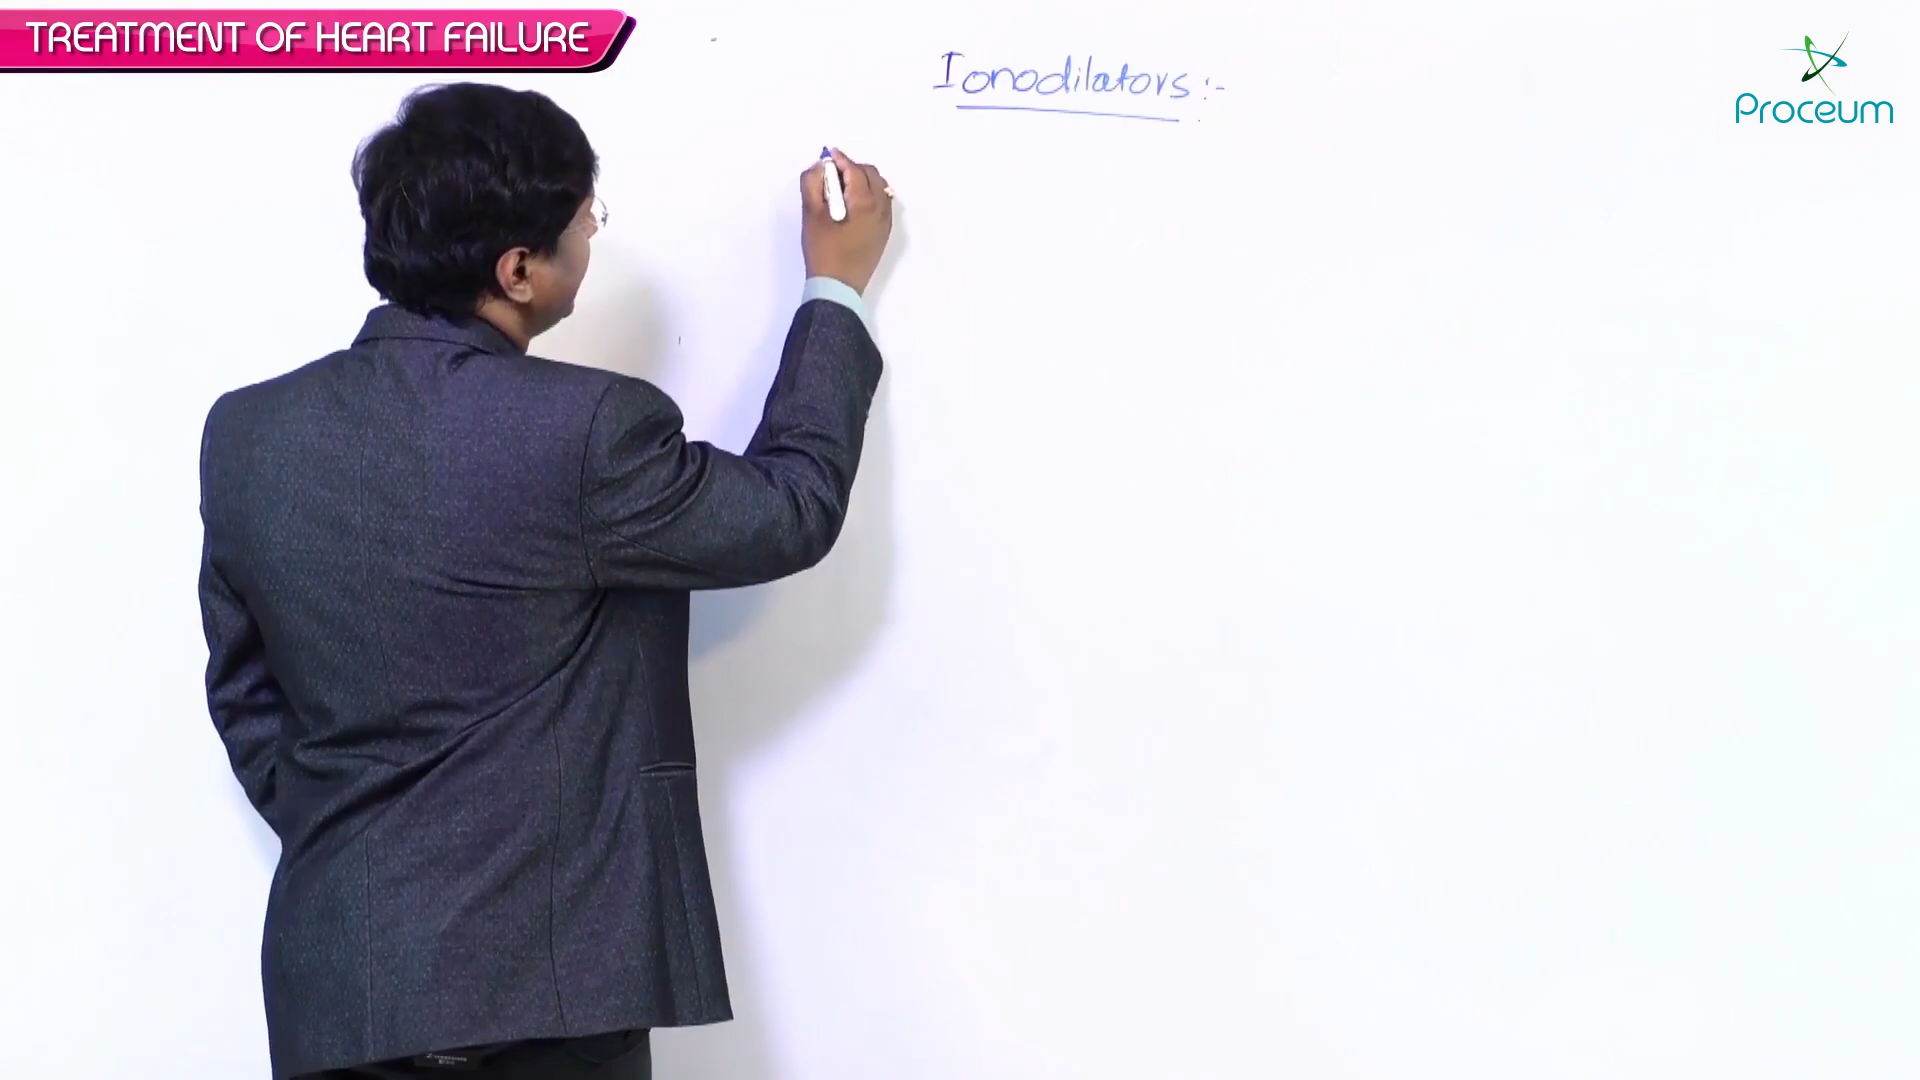 TREATMENT OF HEART FAILURE
Ionodilators :-
Proceum